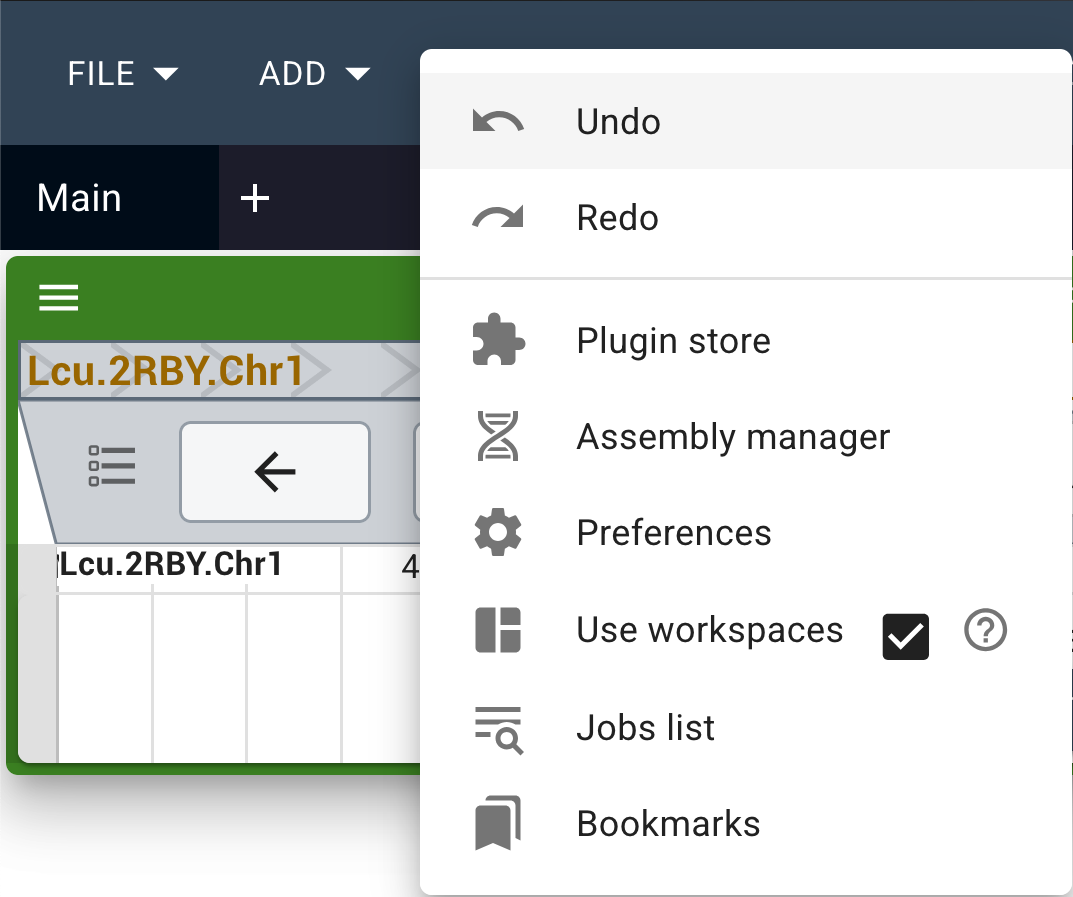 FILE
ADD
Main
+
Lcu.2RBY.Chr1
Lcu.2RBY.Chr1
4
Undo
Redo
Plugin store
Assembly manager
Preferences
Use workspaces
Jobs list
Bookmarks